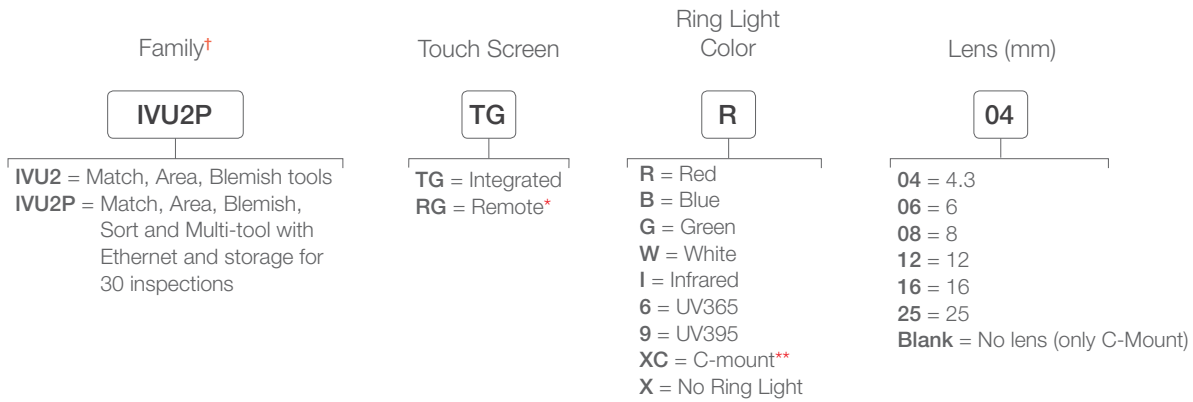 Family†
IVU2P
IVU2 = Match, Area, Blemish tools
IVU2P = Match, Area, Blemish,
Sort and Multi-tool with
Ethernet and storage for
30 inspections
Touch Screen
TG
TG = Integrated
RG = Remote*
Ring Light
Color
R
R = Red
B = Blue
G = Green
W = White
I = Infrared
6 = UV365
9 = UV395
XC = C-mount**
X = No Ring Light
Lens (mm)
04
04 = 4.3
06 = 6
08 = 8
12 = 12
16 = 16
25 = 25
Blank = No lens (only C-Mount)